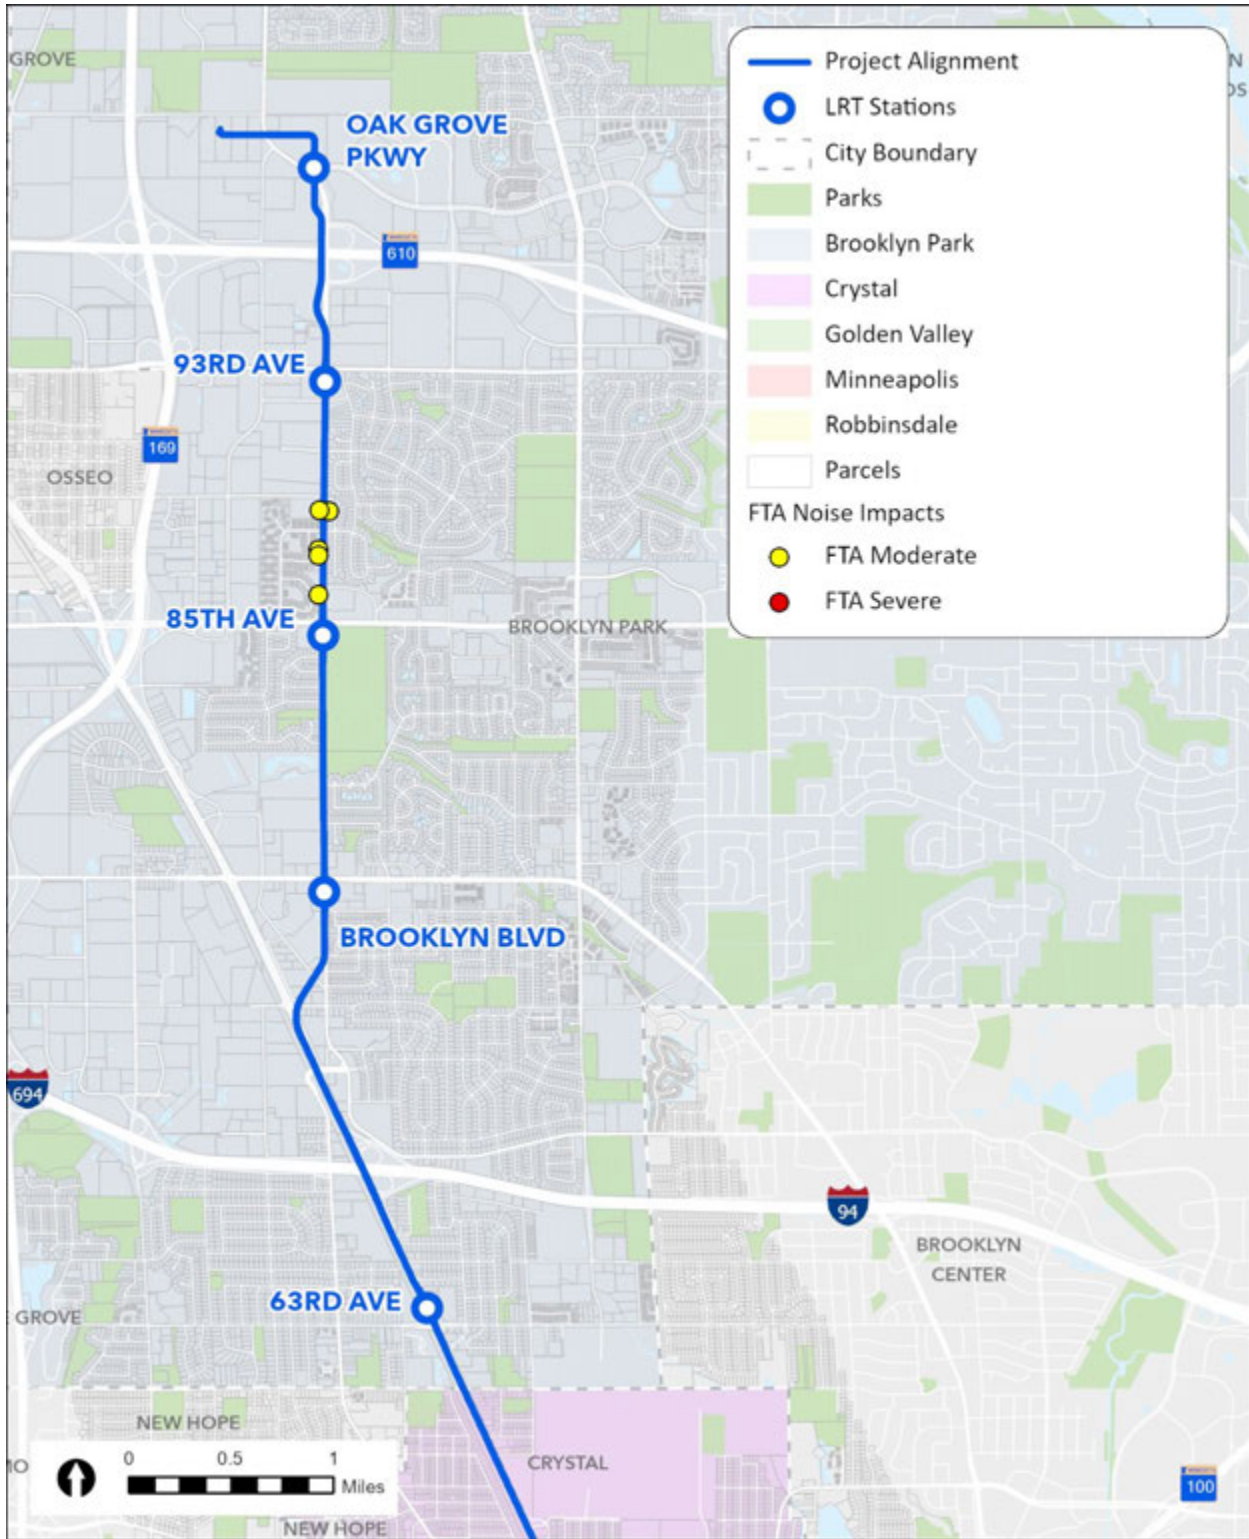 GROVE
OAK GROVE
PKWY
610
93RD AVE
169
OSSEO
85TH AVE
BROOKLYN PARK
BROOKLYN BLVD
694
94
BROOKLYN
CENTER
63RD AVE
GROVE
NEW HOPE
CRYSTAL
NEW HOPE
100
0 0.5 1
Miles
Project Alignment
LRT Stations
City Boundary
Parks
Brooklyn Park
Crystal
Golden Valley
Minneapolis
Robbinsdale
Parcels
FTA Noise Impacts
FTA Moderate
FTA Severe